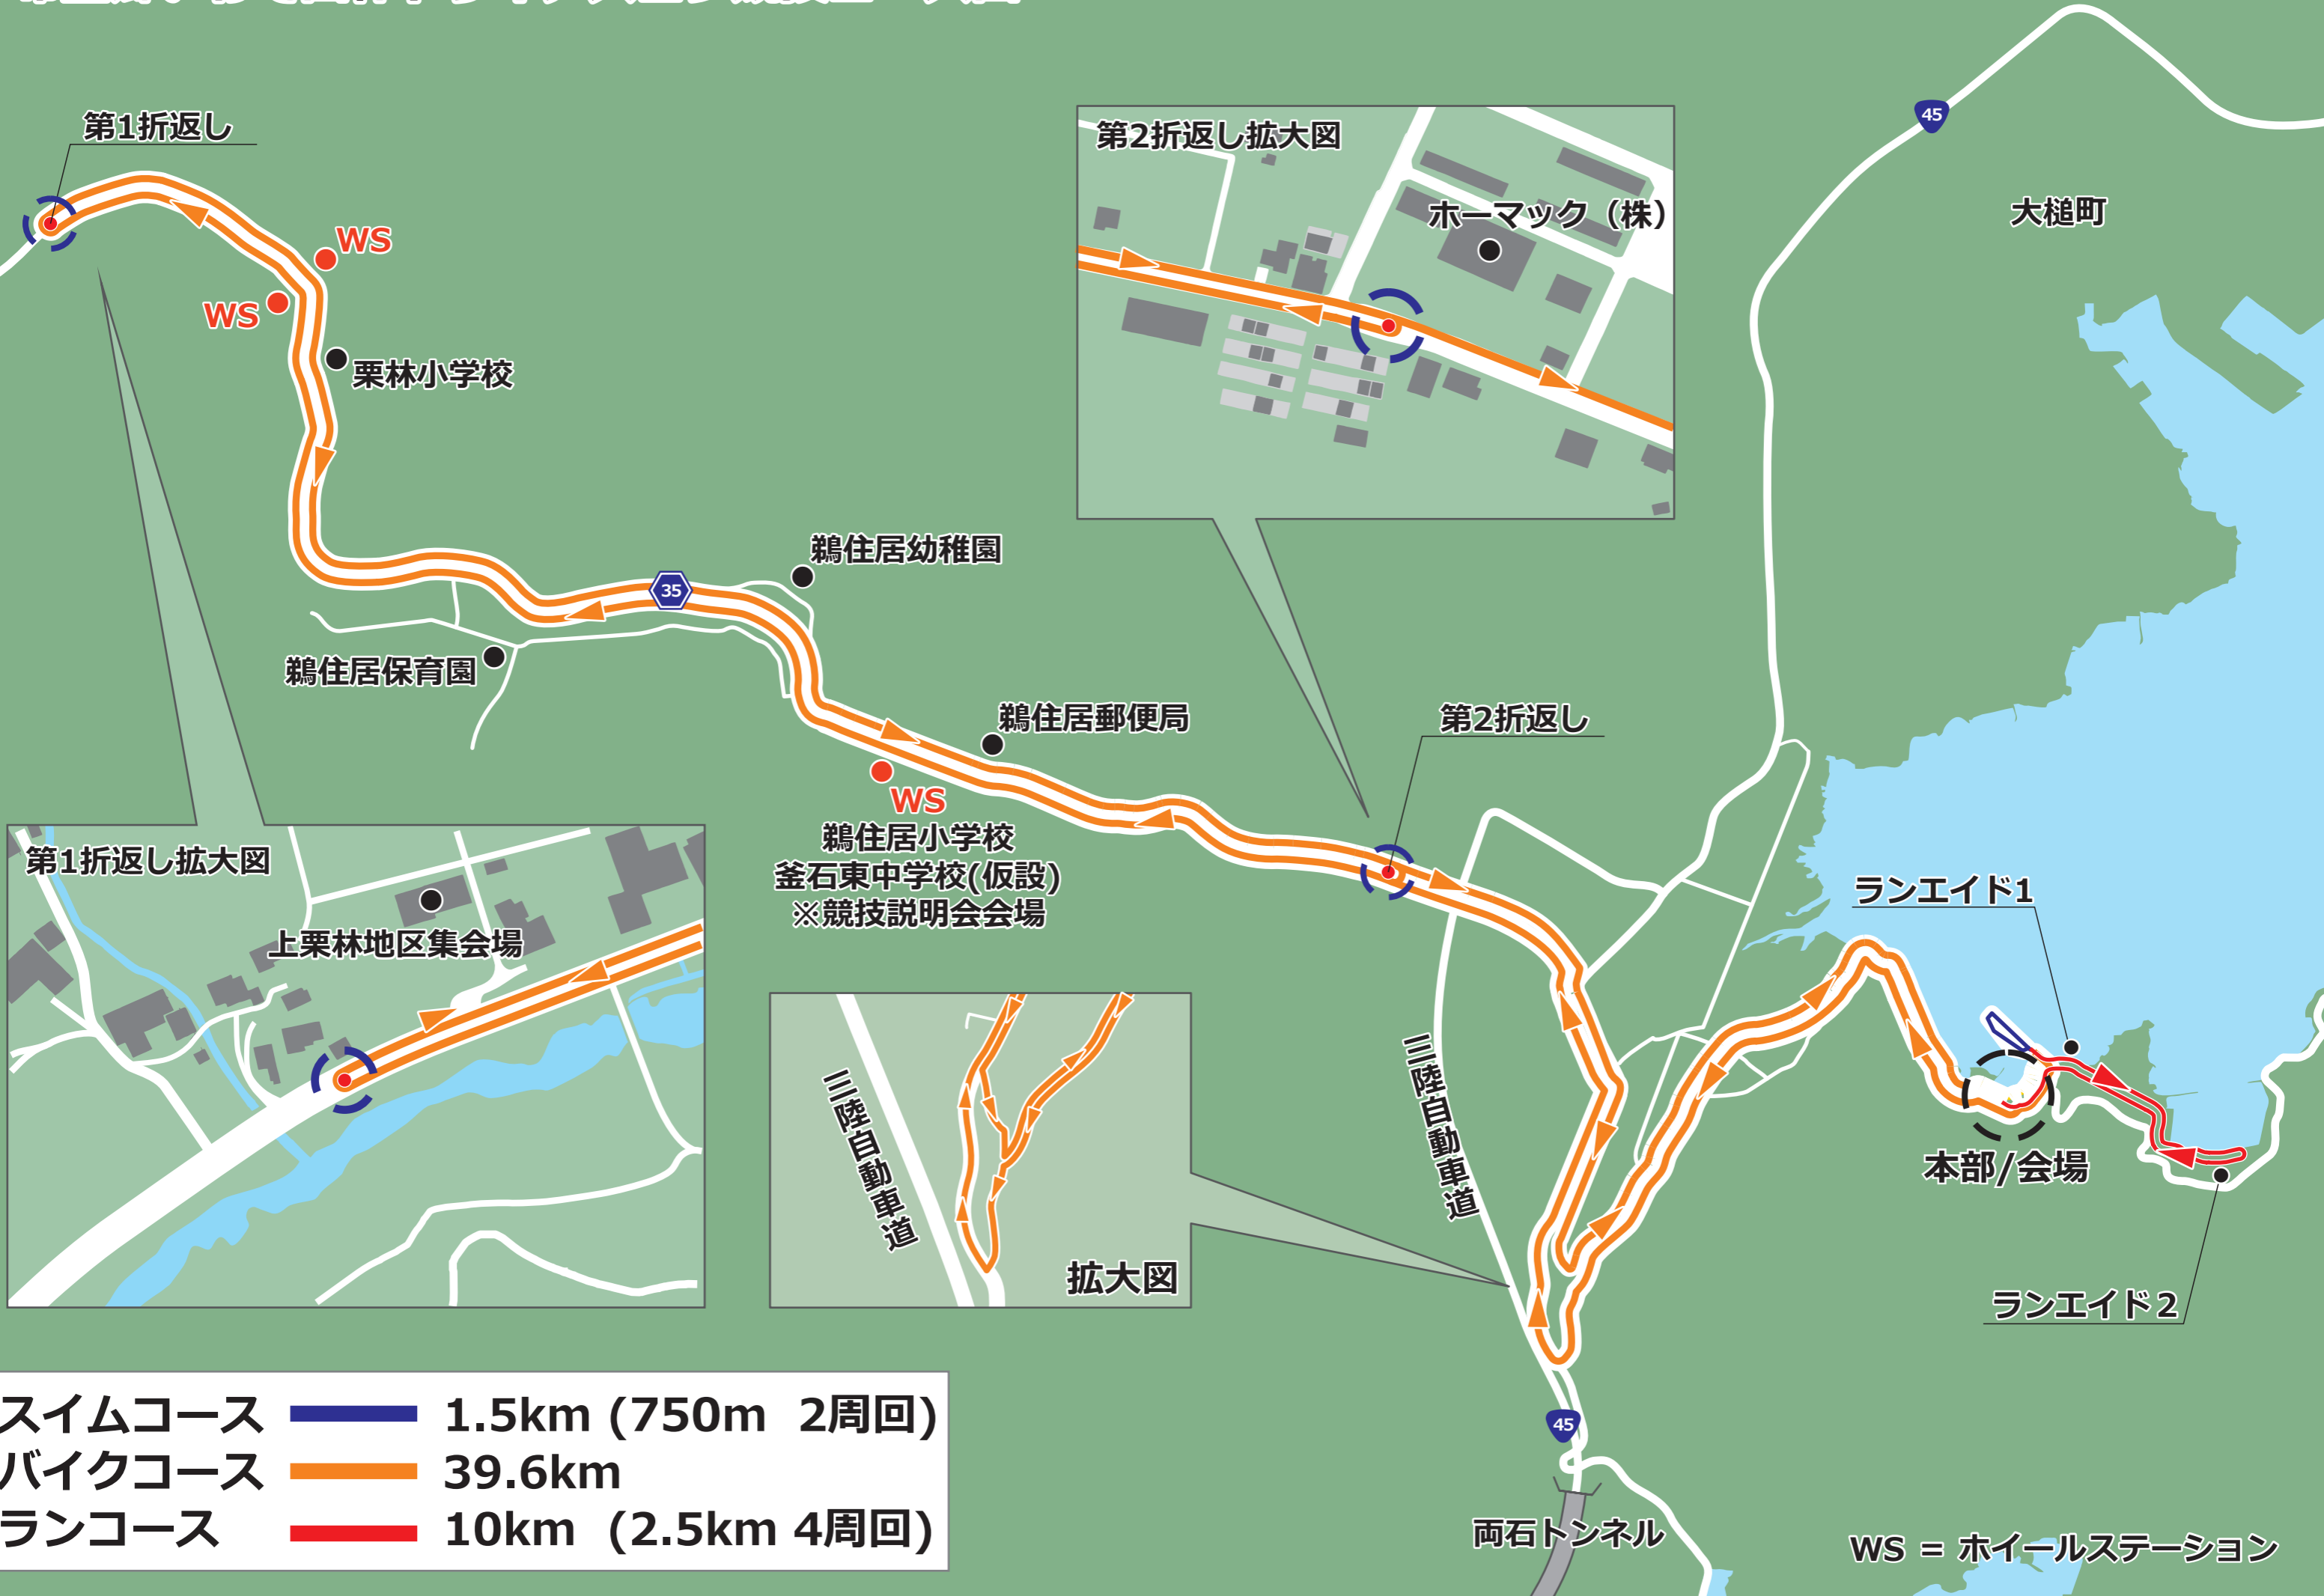 第1折返し
WS
WS
栗林小学校
第2折返し拡大図
ホーマック（株）
45
大槌町
鵜住居幼稚園
35
鵜住居保育園
鵜住居郵便局
第2折返し
WS
鵜住居小学校
釜石東中学校(仮設)
※競技説明会会場
第1折返し拡大図
上栗林地区集会場
三陸自動車道
拡大図
三陸自動車道
ランエイド1
本部/会場
ランエイド２
45
両石トンネル
WS = ホイールステーション
スイムコース 1.5km (750m 2周回)
バイクコース 39.6km
ランコース 10km (2.5km 4周回)